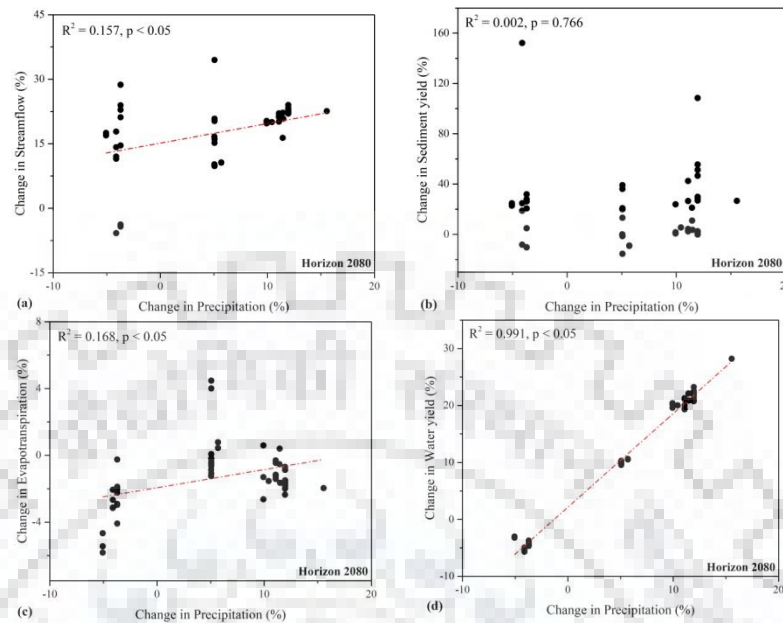 R² = 0.157, p < 0.05
Change in Streamflow (%)
45
30
15
0
-15
-10
0
10
20
Horizon 2080
(a)
Change in Precipitation (%)
R² = 0.002, p = 0.766
Change in Sediment yield (%)
160
120
80
40
0
-40
-10
0
10
20
Horizon 2080
(b)
Change in Precipitation (%)
R² = 0.168, p < 0.05
Change in Evapotranspiration (%)
8
4
0
-4
-8
-10
0
10
20
Horizon 2080
(c)
Change in Precipitation (%)
R² = 0.991, p < 0.05
Change in Water yield (%)
30
20
10
0
-10
-10
0
10
20
Horizon 2080
(d)
Change in Precipitation (%)